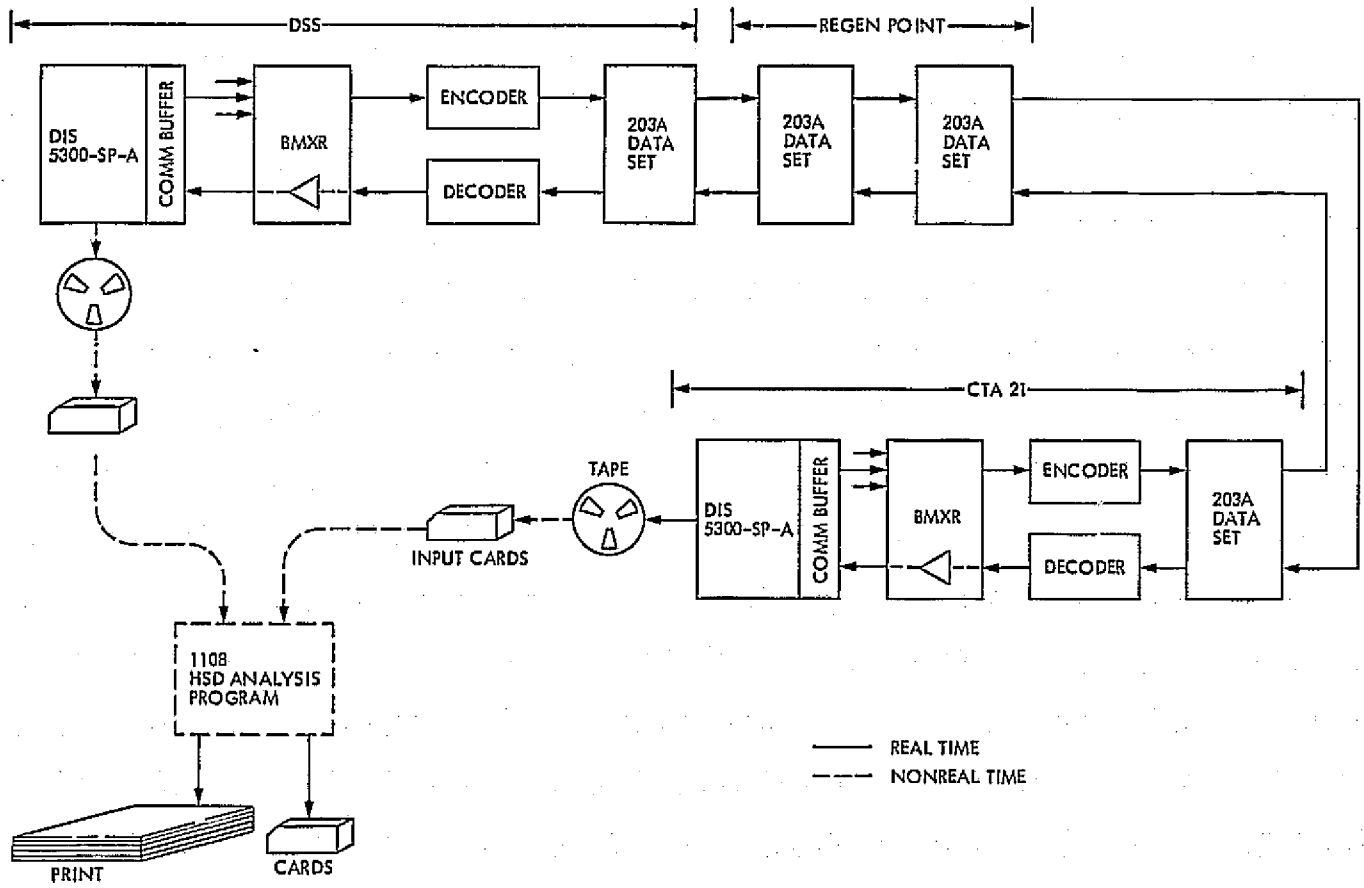 DSS
REGEN POINT
DIS
5300-SP-A
COMM BUFFER
BMXR
ENCODER
DECODER
203A
DATA
SET
203A
DATA
SET
203A
DATA
SET
CTA 21
TAPE
INPUT CARDS
DIS
5300-SP-A
COMM BUFFER
BMXR
ENCODER
DECODER
203A
DATA
SET
1108
HSD ANALYSIS
PROGRAM
REAL TIME
NONREAL TIME
PRINT
CARDS